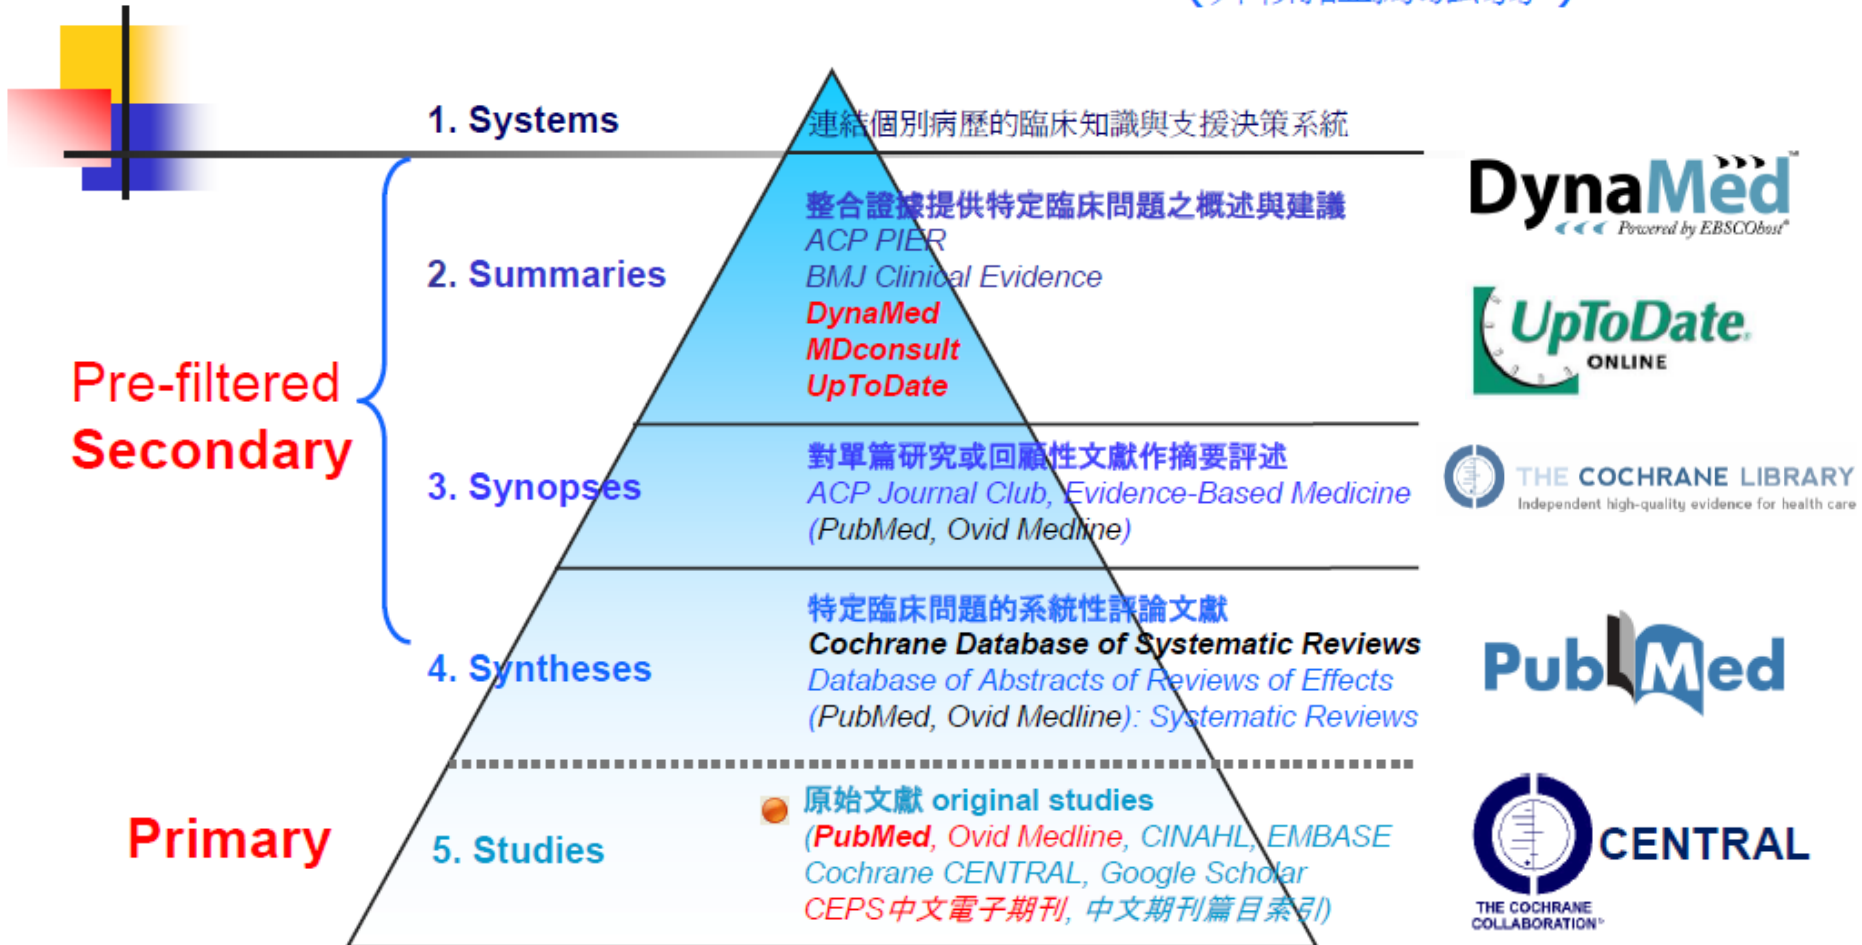 1. Systems
連結個別病歷的臨床知識與支援決策系統
整合證據提供特定臨床問題之概述與建議
ACP PIER
BMJ Clinical Evidence
DynaMed
MDconsult
UpToDate
2. Summaries
Pre-filtered
Secondary
對單篇研究或回顧性文獻作摘要評述
ACP Journal Club, Evidence-Based Medicine
(PubMed, Ovid Medline)
3. Synopses
特定臨床問題的系統性評論文獻
Cochrane Database of Systematic Reviews
Database of Abstracts of Reviews of Effects
(PubMed, Ovid Medline): Systematic Reviews
4. Syntheses
Primary
5. Studies
原始文獻 original studies
(PubMed, Ovid Medline, CINAHL, EMBASE
Cochrane CENTRAL, Google Scholar
CEPS中文電子期刊, 中文期刊篇目索引)
DynaMed
Powered by EBSCOhost
UpToDate
ONLINE
THE COCHRANE LIBRARY
Independent high-quality evidence for health care
PubMed
CENTRAL
THE COCHRANE
COLLABORATION